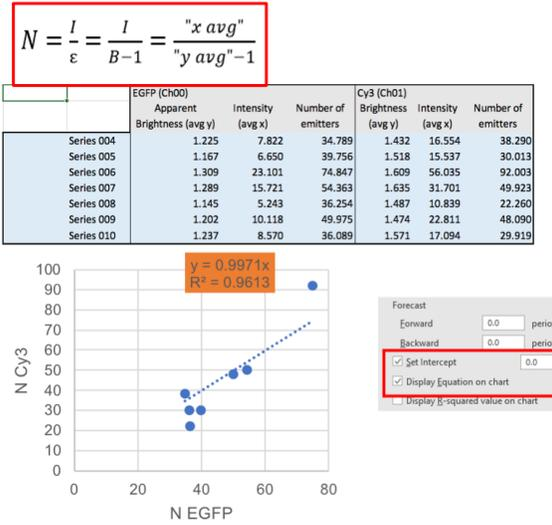 N = I/ε = I/B−1 = "x avg"/"y avg"−1
EGFP (Ch00) Cy3 (Ch01)
Apparent Intensity Number of Brightness Intensity Number of
Brightness (avg y) (avg x) emitters (avg y) (avg x) emitters
Series 004 1.225 7.822 34.789 1.432 16.554 38.290
Series 005 1.167 6.650 39.756 1.518 15.537 30.013
Series 006 1.309 23.101 74.847 1.609 56.035 92.003
Series 007 1.289 15.721 54.363 1.635 31.701 49.923
Series 008 1.145 5.243 36.254 1.487 10.839 22.260
Series 009 1.202 10.118 49.975 1.474 22.811 48.090
Series 010 1.237 8.570 36.089 1.571 17.094 29.919
y = 0.9971x
R² = 0.9613
100
90
80
70
60
50
40
30
20
10
0
N Cy3
0 20 40 60 80
N EGFP
Forecast
Forward 0.0 perio
Backward 0.0 perio
Set Intercept 0.0
Display Equation on chart
Display R-squared value on chart